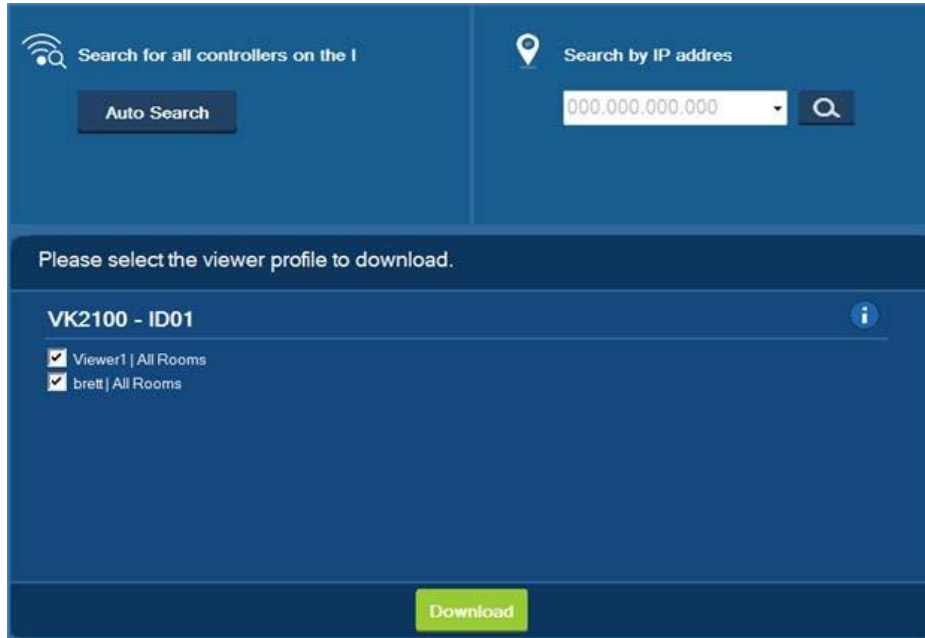 Search for all controllers on the I
Auto Search
Search by IP addres
000.000.000.000
Please select the viewer profile to download.
VK2100 - ID01
Viewer1 | All Rooms
brett | All Rooms
Download